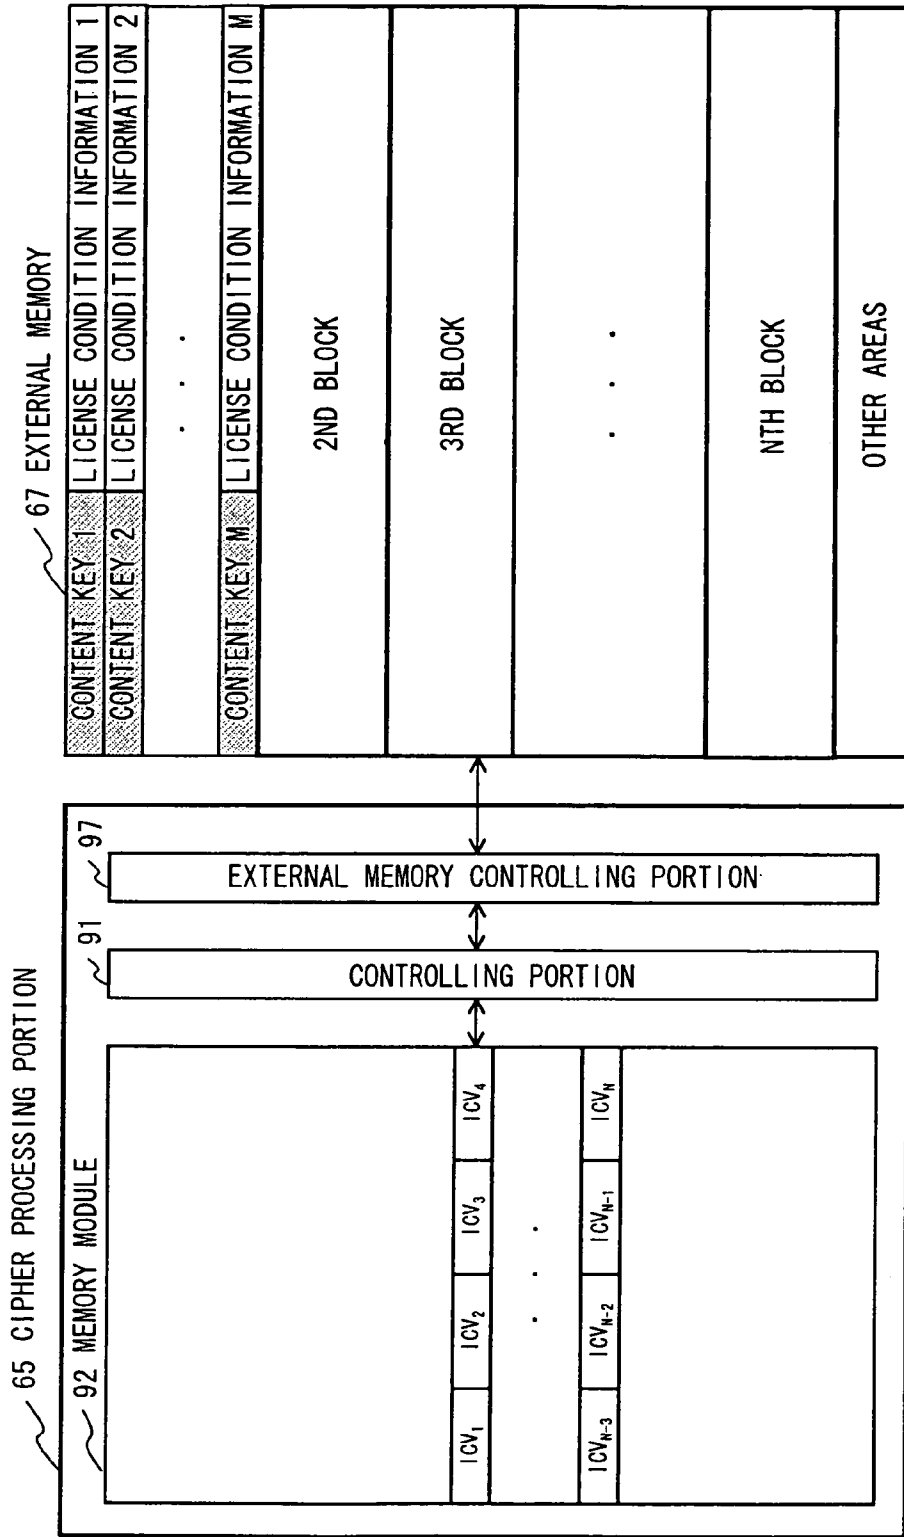 65 CIPHER PROCESSING PORTION
92 MEMORY MODULE
ICV1 ICV2 ICV3 ICV4
. . .
ICVN-3 ICVN-2 ICVN-1 ICVN
91
CONTROLLING PORTION
97
EXTERNAL MEMORY CONTROLLING PORTION
67 EXTERNAL MEMORY
CONTENT KEY 1 LICENSE CONDITION INFORMATION 1
CONTENT KEY 2 LICENSE CONDITION INFORMATION 2
. . .
CONTENT KEY M LICENSE CONDITION INFORMATION M
2ND BLOCK
3RD BLOCK
. . .
NTH BLOCK
OTHER AREAS